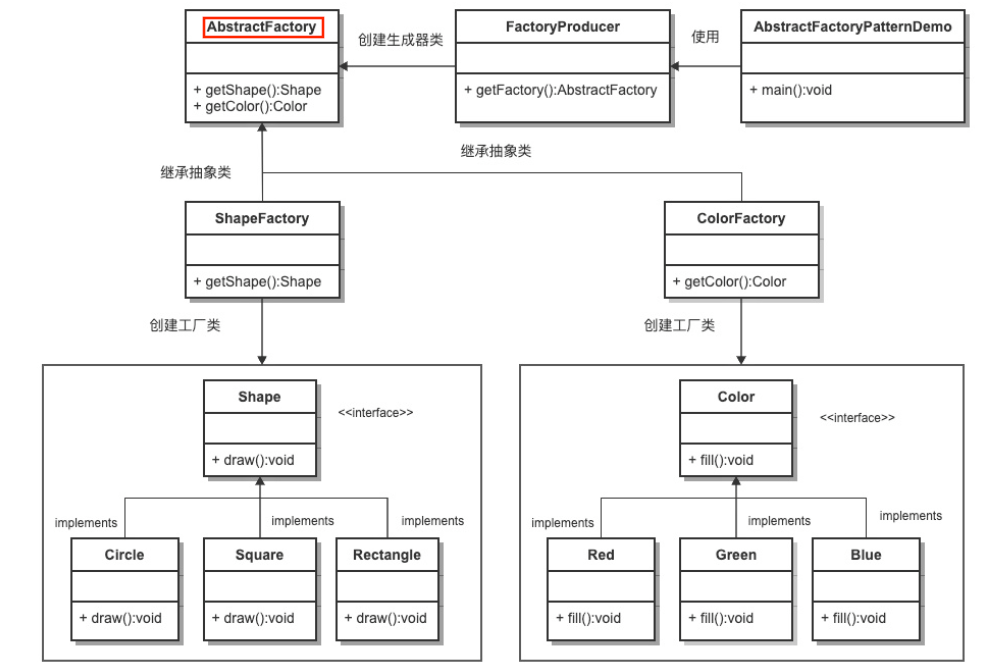 AbstractFactory
+ getShape():Shape
+ getColor():Color
创建生成器类
FactoryProducer
+ getFactory():AbstractFactory
使用
AbstractFactoryPatternDemo
+ main():void
继承抽象类
继承抽象类
ShapeFactory
+ getShape():Shape
ColorFactory
+ getColor():Color
创建工厂类
创建工厂类
Shape
<<interface>>
+ draw():void
implements
implements
implements
Circle
+ draw():void
Square
+ draw():void
Rectangle
+ draw():void
Color
<<interface>>
+ fill():void
implements
implements
implements
Red
+ fill():void
Green
+ fill():void
Blue
+ fill():void